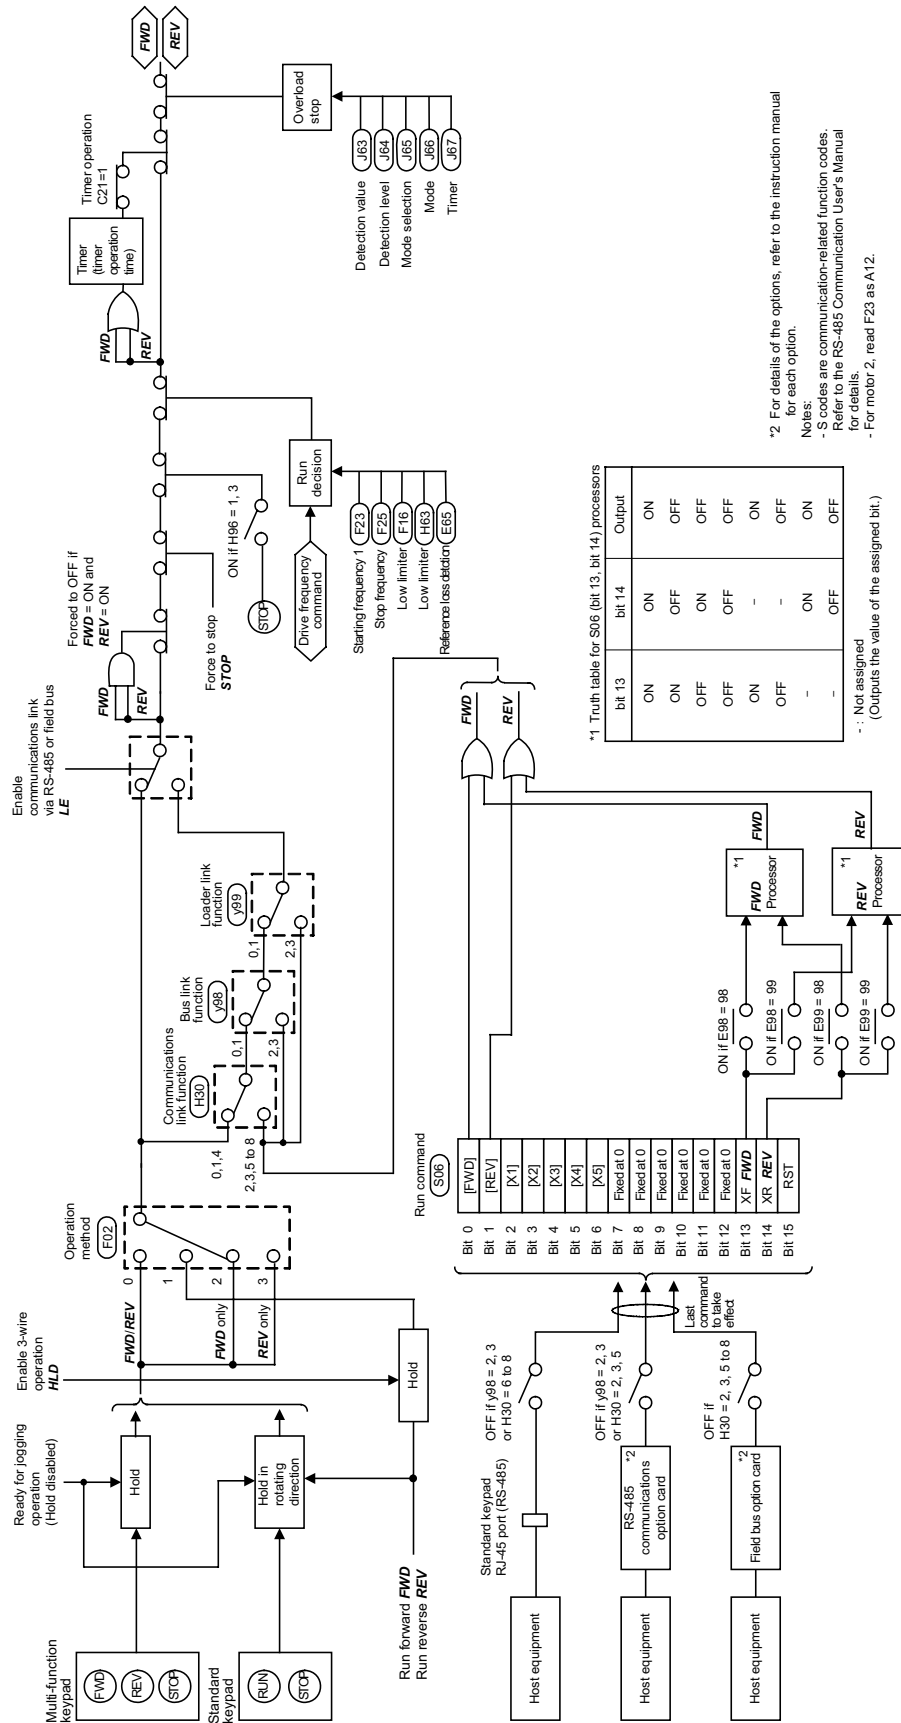 Multi-function
keypad
FWD
REV
STOP
Standard
keypad
RUN
STOP
Ready for jogging
operation
(Hold disabled)
Hold
Hold in
rotating
direction
Run forward FWD
Run reverse REV
Enable 3-wire
operation
HLD
Hold
FWD/REV
FWD only
REV only
Operation
method
F02
0
1
2
3
Communications
link function
H30
0,1,4
2,3,5 to 8
Bus link
function
y98
0,1
2,3
Loader link
function
y99
0,1
2,3
Enable
communications link
via RS-485 or field bus
LE
FWD
REV
Forced to OFF if
FWD = ON and
REV = ON
Force to stop
STOP
STOP
ON if H96 = 1, 3
Drive frequency
command
Run
decision
Starting frequency 1
F23
Stop frequency
F25
Low limiter
F16
Low limiter
H63
Reference loss detction
E65
FWD
REV
Timer
(timer
operation
time)
Timer operation
C21=1
Overload
stop
Detection value
J63
Detection level
J64
Mode selection
J65
Mode
J66
Timer
J67
FWD
REV
Host equipment
Standard keypad
RJ-45 port (RS-485)
OFF if y98 = 2, 3
or H30 = 6 to 8
Host equipment
*2
RS-485
communications
option card
OFF if y98 = 2, 3
or H30 = 2, 3, 5
Host equipment
*2
Field bus option card
OFF if
H30 = 2, 3, 5 to 8
Last
command
to take
effect
Run command
S06
Bit 0 [FWD]
Bit 1 [REV]
Bit 2 [X1]
Bit 3 [X2]
Bit 4 [X3]
Bit 5 [X4]
Bit 6 [X5]
Bit 7 Fixed at 0
Bit 8 Fixed at 0
Bit 9 Fixed at 0
Bit 10 Fixed at 0
Bit 11 Fixed at 0
Bit 12 Fixed at 0
Bit 13 XF FWD
Bit 14 XR REV
Bit 15 RST
ON if E98 = 98
ON if E98 = 99
ON if E99 = 98
ON if E99 = 99
*1
FWD
Processor
*1
REV
Processor
FWD
REV
FWD
REV
*1 Truth table for S06 (bit 13, bit 14) processors
bit 13 bit 14 Output
ON ON ON
ON OFF OFF
OFF ON OFF
OFF OFF OFF
ON – ON
OFF – OFF
– ON ON
– OFF OFF
- : Not assigned
(Outputs the value of the assigned bit.)
*2 For details of the options, refer to the instruction manual
for each option.
Notes:
- S codes are communication-related function codes.
Refer to the RS-485 Communication User's Manual
for details.
- For motor 2, read F23 as A12.